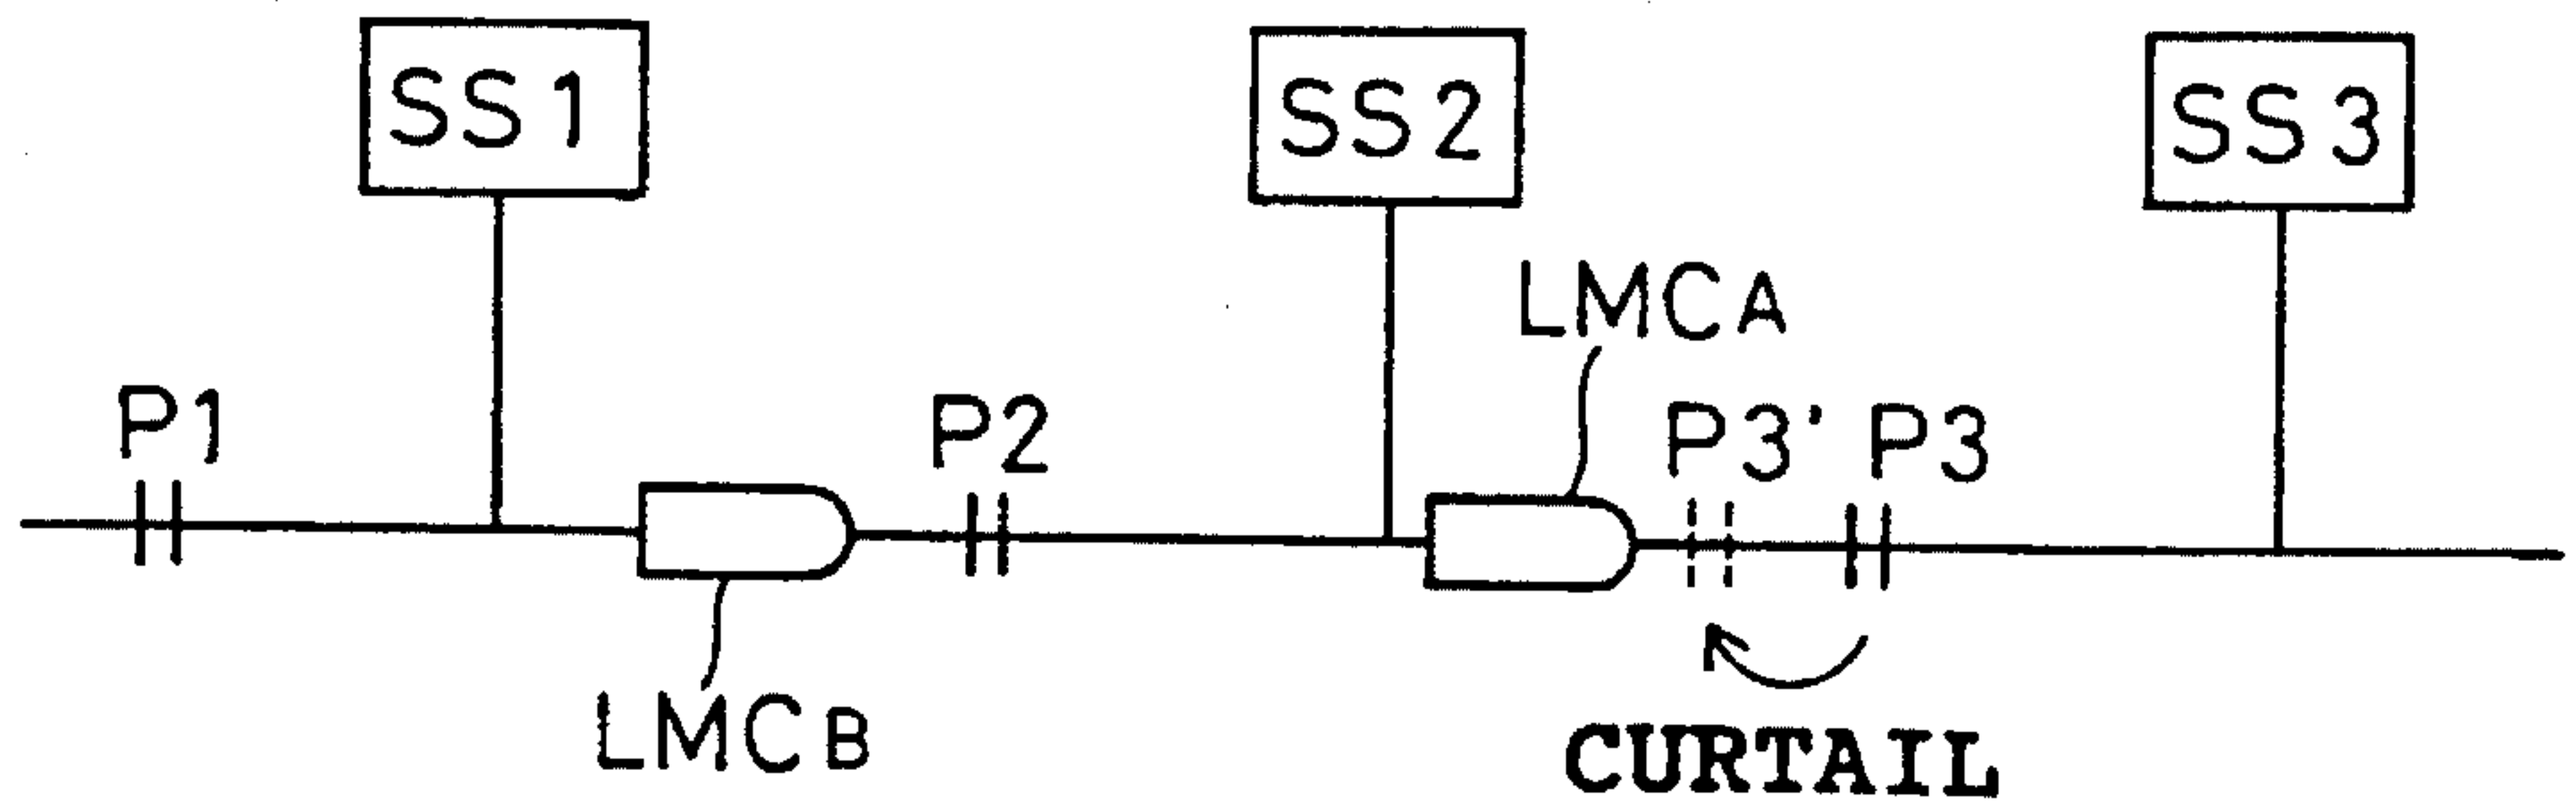 SS1
SS2
SS3
LMCA
P1
P2
P3'
P3
LMCB
CURTAIL